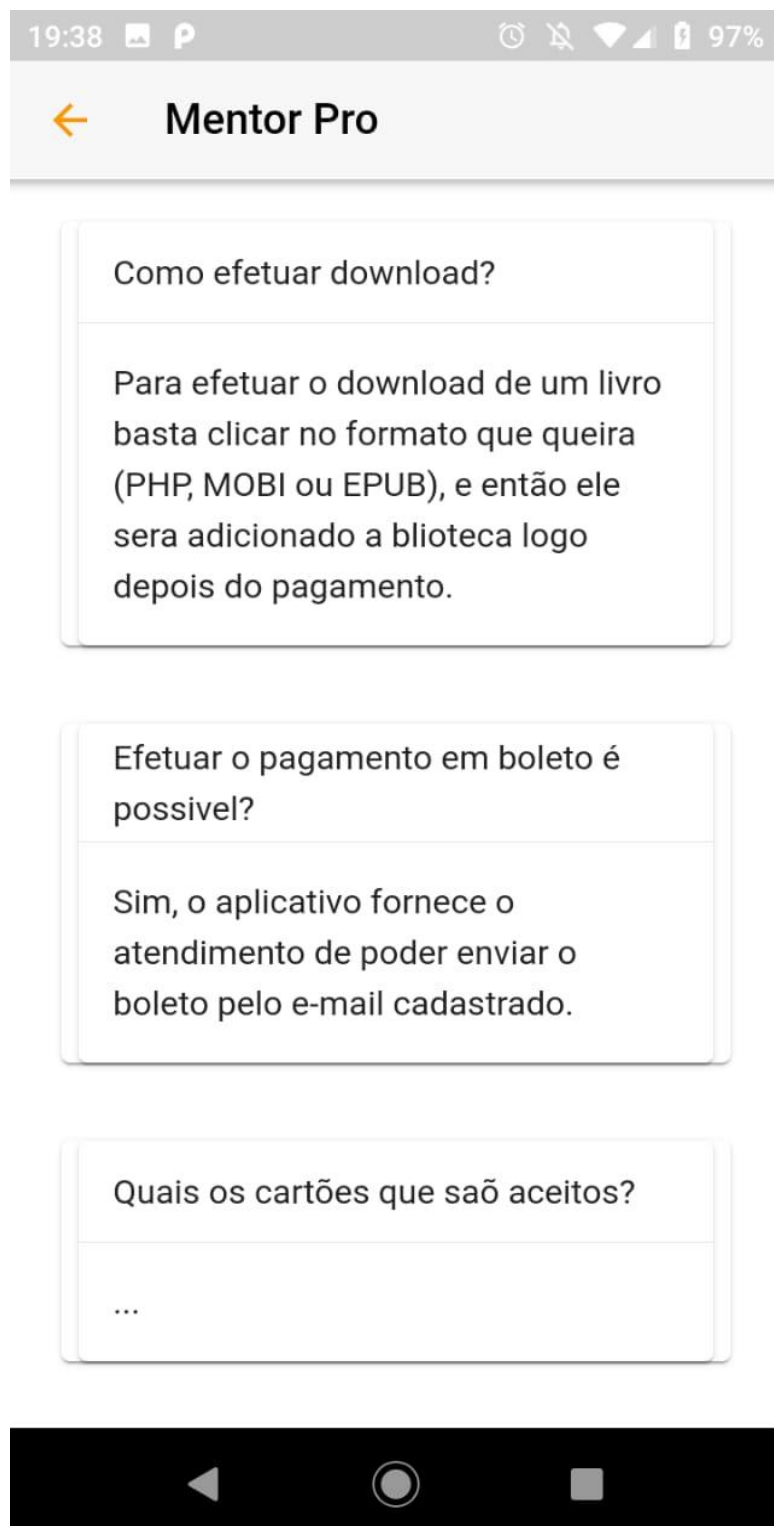 19:38
97%
Mentor Pro
Como efetuar download?
Para efetuar o download de um livro
basta clicar no formato que queira
(PHP, MOBI ou EPUB), e então ele
sera adicionado a blioteca logo
depois do pagamento.
Efetuar o pagamento em boleto é
possivel?
Sim, o aplicativo fornece o
atendimento de poder enviar o
boleto pelo e-mail cadastrado.
Quais os cartões que saõ aceitos?
...